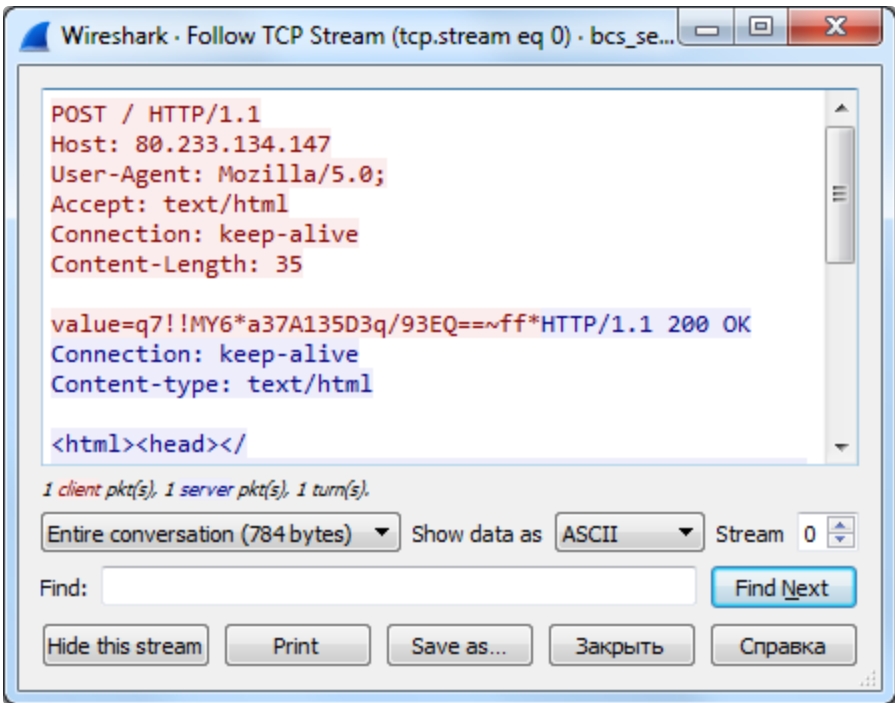 Wireshark · Follow TCP Stream (tcp.stream eq 0) · bcs_se...
POST / HTTP/1.1
Host: 80.233.134.147
User-Agent: Mozilla/5.0;
Accept: text/html
Connection: keep-alive
Content-Length: 35
value=q7!!MY6*a37A135D3q/93EQ==~ff*HTTP/1.1 200 OK
Connection: keep-alive
Content-type: text/html
<html><head></
1 client pkt(s), 1 server pkt(s), 1 turn(s).
Entire conversation (784 bytes) Show data as ASCII Stream 0
Find: Find Next
Hide this stream Print Save as... Закрыть Справка